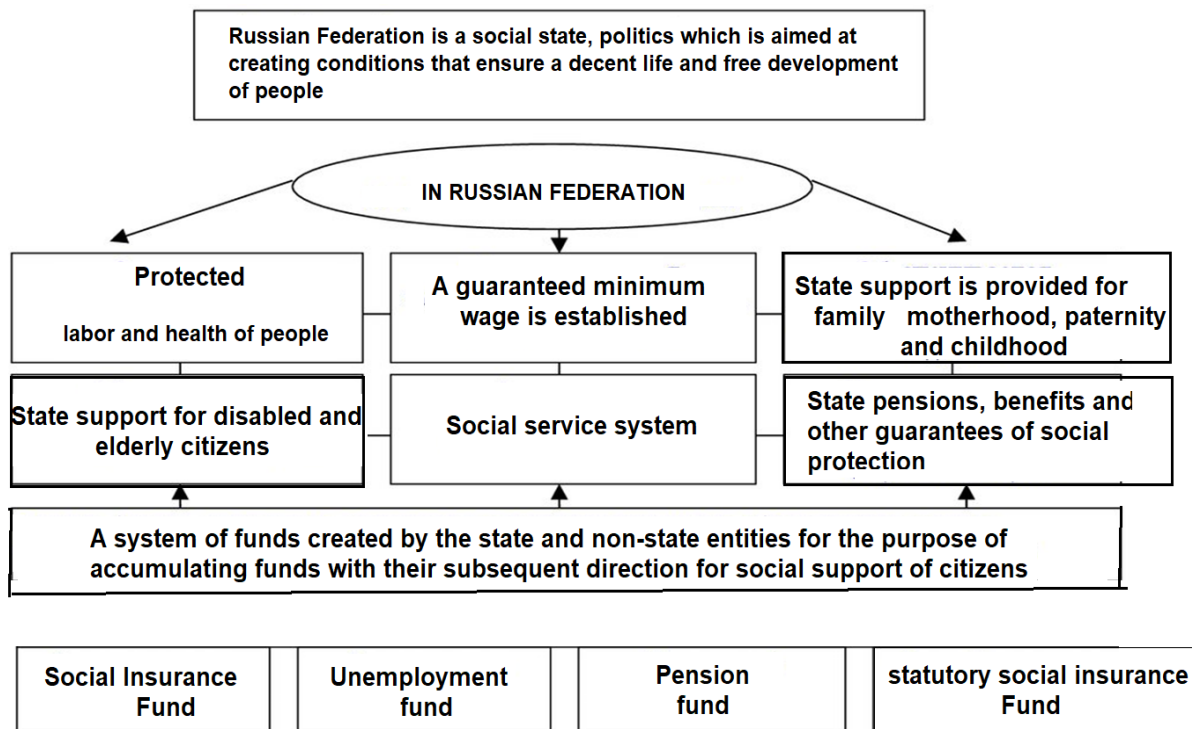 Russian Federation is a social state, politics which is aimed at
creating conditions that ensure a decent life and free development
of people
IN RUSSIAN FEDERATION
Protected
labor and health of people
A guaranteed minimum
wage is established
State support is provided for
family motherhood, paternity
and childhood
State support for disabled and
elderly citizens
Social service system
State pensions, benefits and
other guarantees of social
protection
A system of funds created by the state and non-state entities for the purpose of
accumulating funds with their subsequent direction for social support of citizens
Social Insurance
Fund
Unemployment
fund
Pension
fund
statutory social insurance
Fund